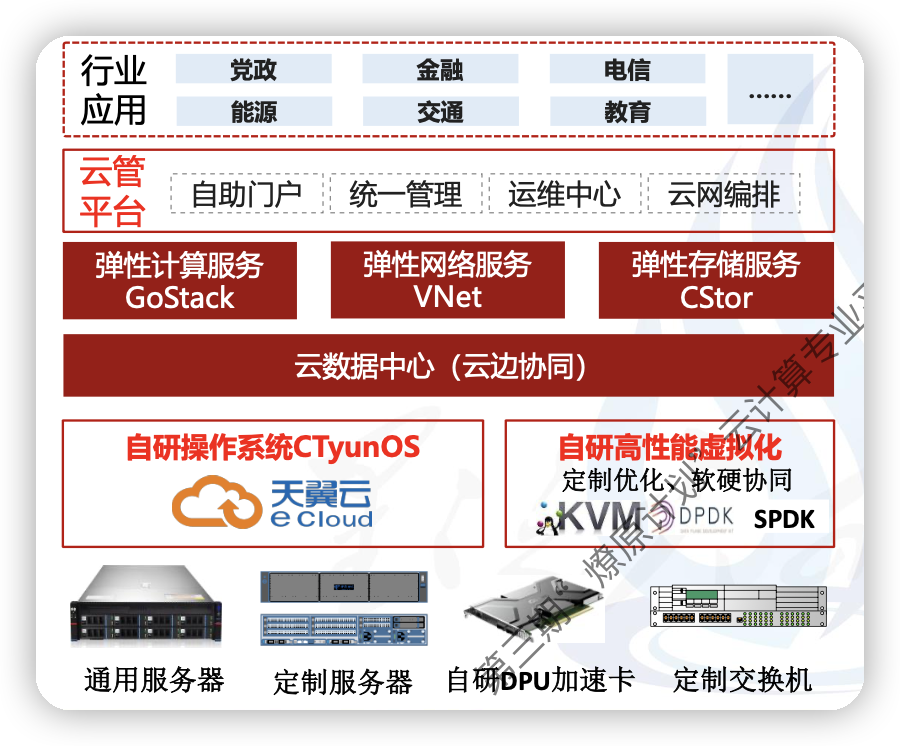 行业
应用
党政
金融
电信
......
能源
交通
教育
云管
平台
自助门户
统一管理
运维中心
云网编排
弹性计算服务
GoStack
弹性网络服务
VNet
弹性存储服务
CStor
云数据中心（云边协同）
自研操作系统CTyunOS
天翼云
e Cloud
自研高性能虚拟化
定制优化、软硬协同
KVM
DPDK
SPDK
通用服务器
定制服务器
自研DPU加速卡
定制交换机
第三期“燎原计划”云计算专业